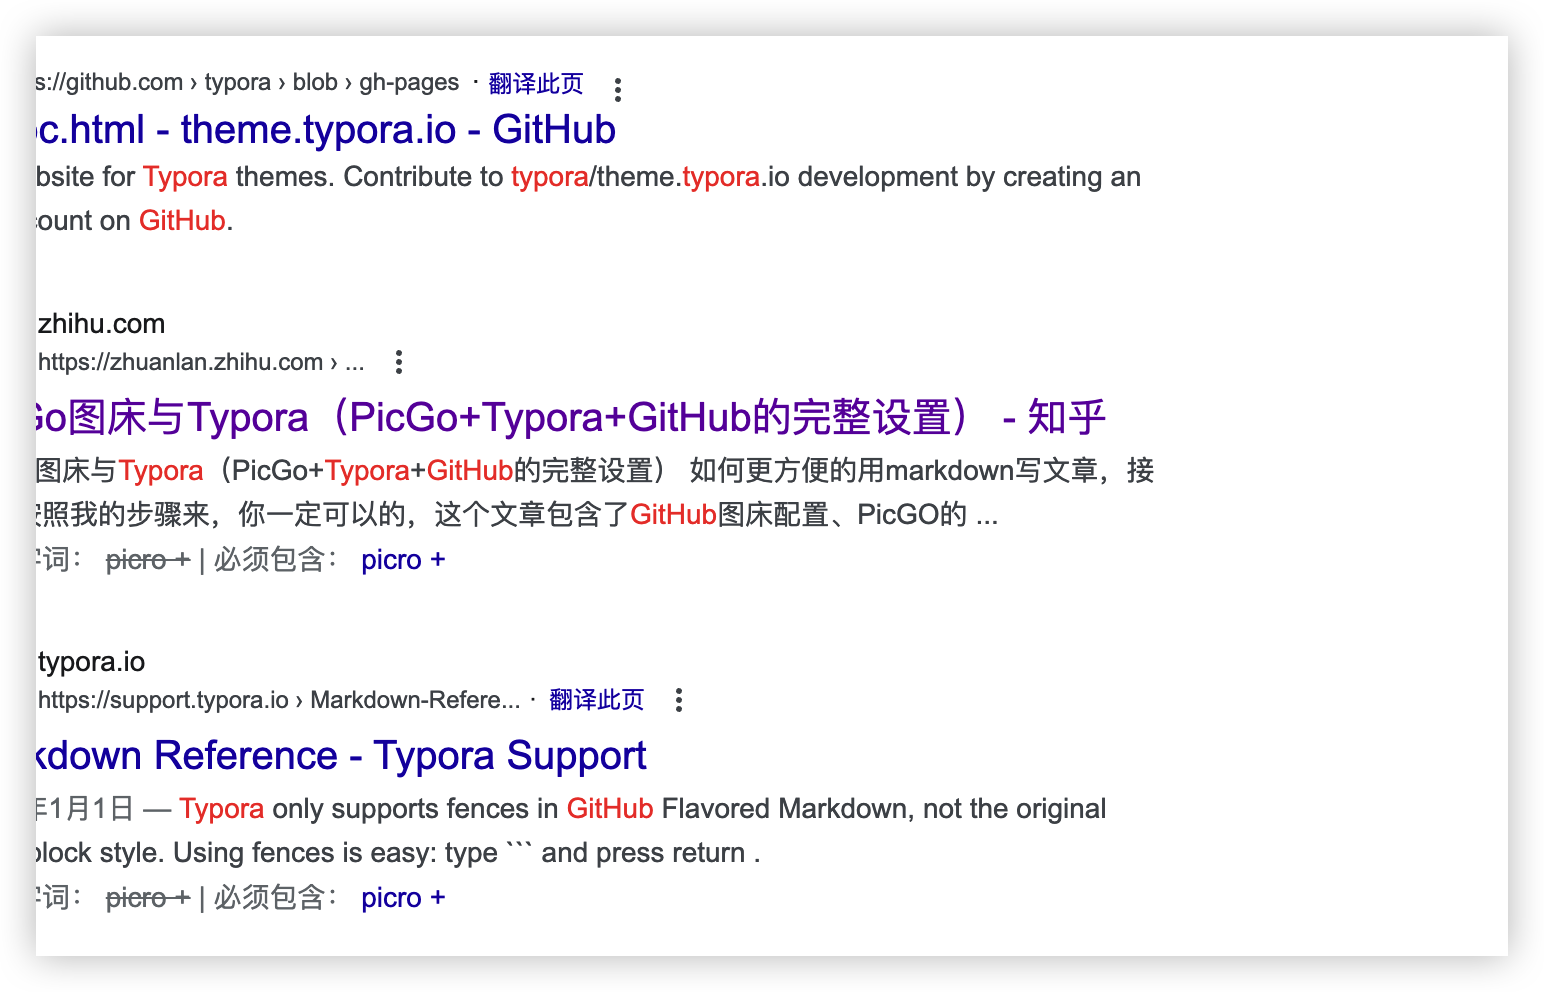 s://github.com › typora › blob › gh-pages · 翻译此页
c.html - theme.typora.io - GitHub
bsite for Typora themes. Contribute to typora/theme.typora.io development by creating an
count on GitHub.
zhihu.com
https://zhuanlan.zhihu.com › ...
Go图床与Typora（PicGo+Typora+GitHub的完整设置） - 知乎
图床与Typora（PicGo+Typora+GitHub的完整设置） 如何更方便的用markdown写文章，接
按照我的步骤来，你一定可以的，这个文章包含了GitHub图床配置、PicGO的 ...
字词： picro + | 必须包含： picro +
typora.io
https://support.typora.io › Markdown-Refere... · 翻译此页
kdown Reference - Typora Support
年1月1日 — Typora only supports fences in GitHub Flavored Markdown, not the original
block style. Using fences is easy: type ``` and press return .
字词： picro + | 必须包含： picro +